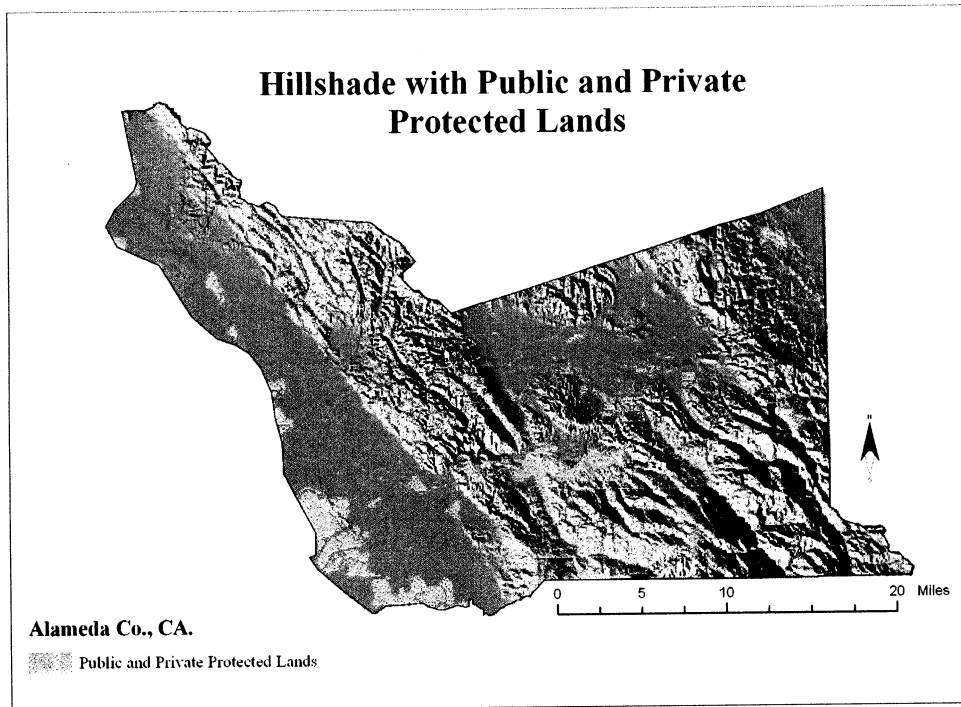 Hillshade with Public and Private
Protected Lands
N
0 5 10 20 Miles
Alameda Co., CA.
Public and Private Protected Lands